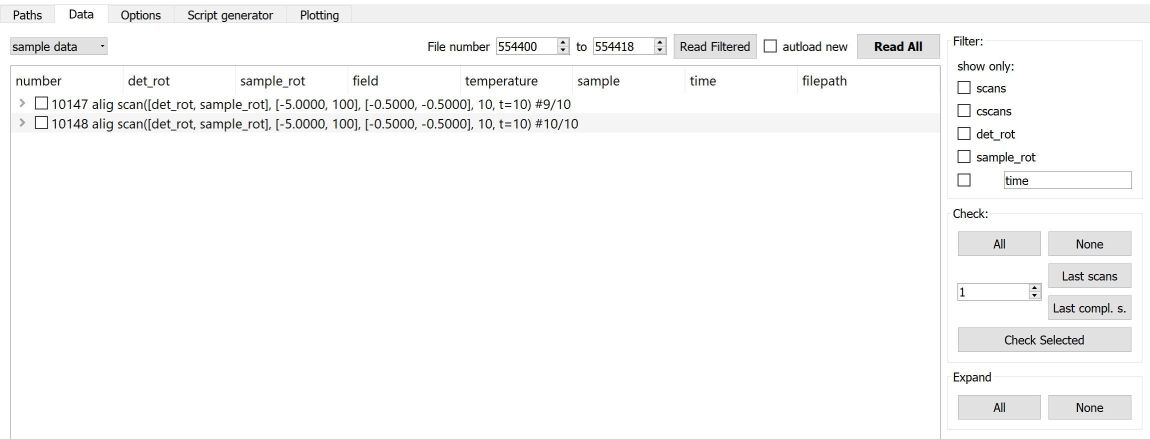 Paths Data Options Script generator Plotting
sample data File number 554400 to 554418 Read Filtered autload new Read All
number det_rot sample_rot field temperature sample time filepath
10147 alig scan([det_rot, sample_rot], [-5.0000, 100], [-0.5000, -0.5000], 10, t=10) #9/10
10148 alig scan([det_rot, sample_rot], [-5.0000, 100], [-0.5000, -0.5000], 10, t=10) #10/10
Filter:
show only:
scans
cscans
det_rot
sample_rot
time
Check:
All None
Last scans
1
Last compl. s.
Check Selected
Expand
All None